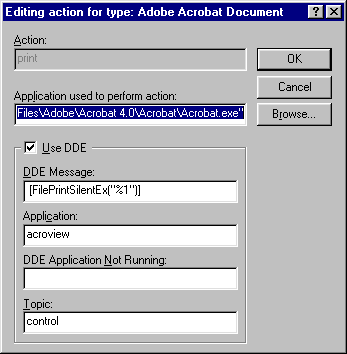 Editing action for type: Adobe Acrobat Document ? X
Action:
print
OK
Cancel
Application used to perform action:
Files\Adobe\Acrobat 4.0\Acrobat\Acrobat.exe"
Browse...
Use DDE
DDE Message:
[FilePrintSilentEx("%1")]
Application:
acroview
DDE Application Not Running:
Topic:
control